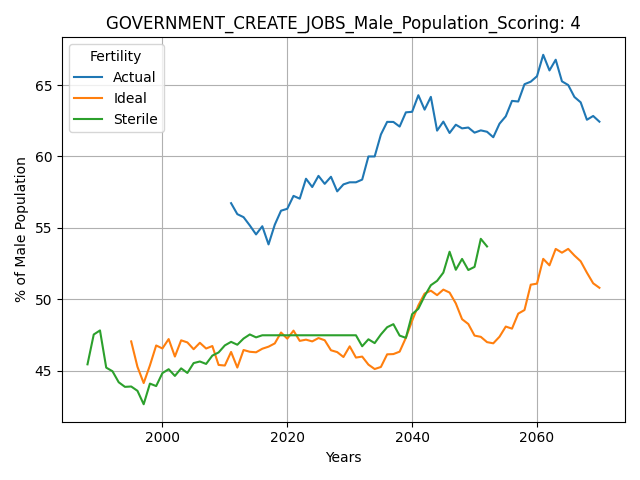 GOVERNMENT_CREATE_JOBS_Male_Population_Scoring: 4
Fertility
Actual
Ideal
Sterile
% of Male Population
65
60
55
50
45
2000 2020 2040 2060
Years